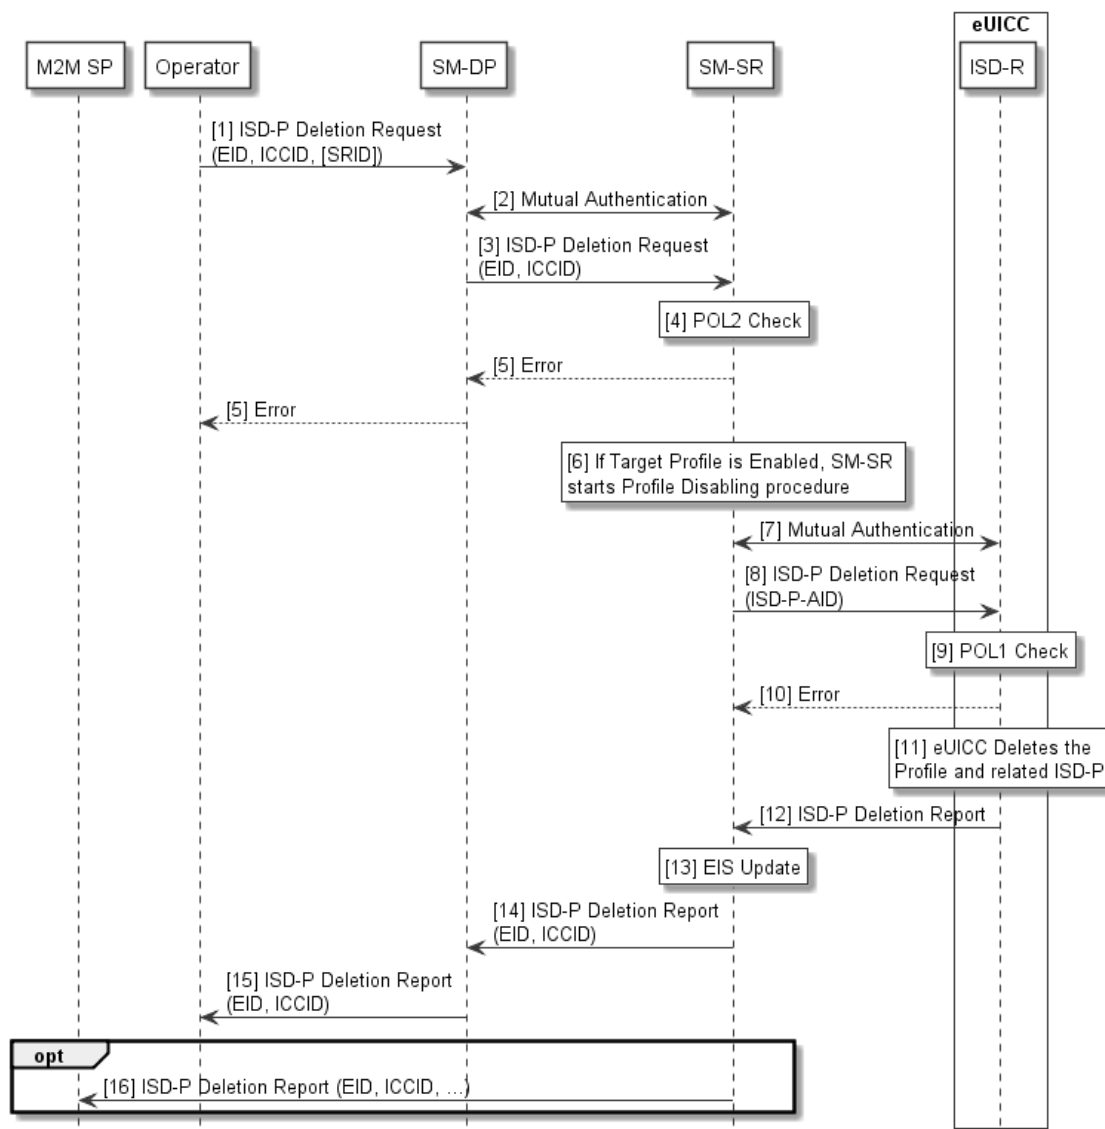 eUICC
M2M SP
Operator
SM-DP
SM-SR
ISD-R
[1] ISD-P Deletion Request
(EID, ICCID, [SRID])
[2] Mutual Authentication
[3] ISD-P Deletion Request
(EID, ICCID)
[4] POL2 Check
[5] Error
[5] Error
[6] If Target Profile is Enabled, SM-SR
starts Profile Disabling procedure
[7] Mutual Authentication
[8] ISD-P Deletion Request
(ISD-P-AID)
[9] POL1 Check
[10] Error
[11] eUICC Deletes the
Profile and related ISD-P
[12] ISD-P Deletion Report
[13] EIS Update
[14] ISD-P Deletion Report
(EID, ICCID)
[15] ISD-P Deletion Report
(EID, ICCID)
opt
[16] ISD-P Deletion Report (EID, ICCID, ...)